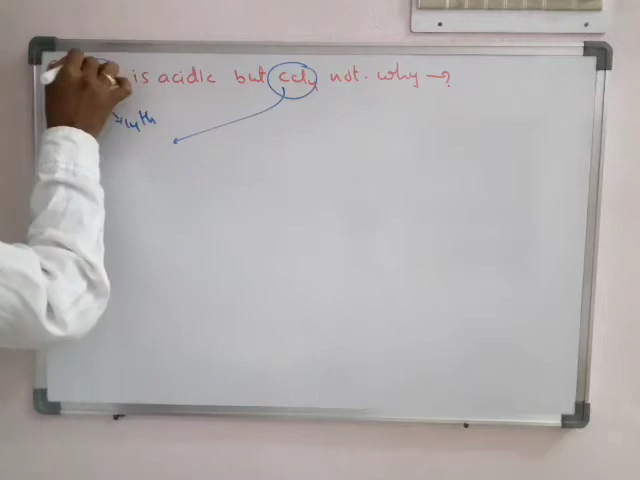 is acidic but ccl4 not. why →?
14th